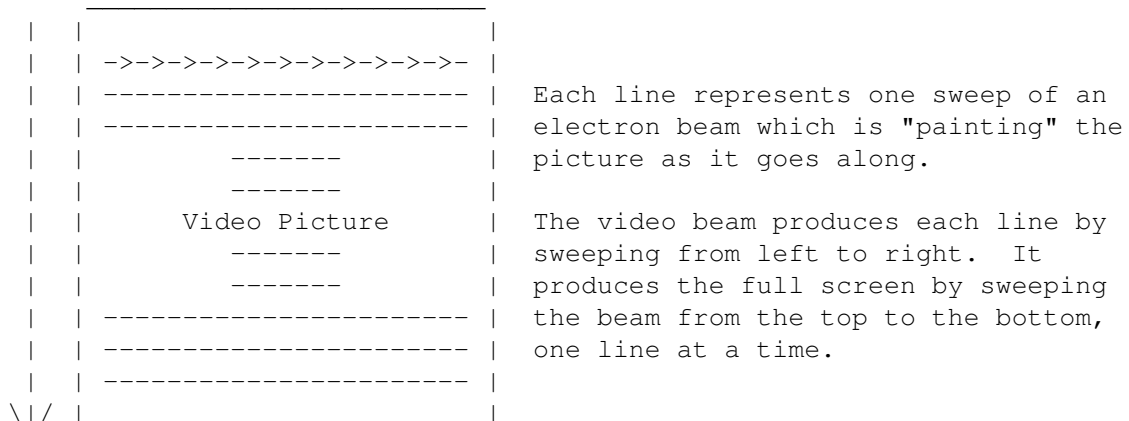 ->->->->->->->->->->->-
Each line represents one sweep of an
electron beam which is "painting" the
picture as it goes along.
Video Picture
The video beam produces each line by
sweeping from left to right.  It
produces the full screen by sweeping
the beam from the top to the bottom,
one line at a time.